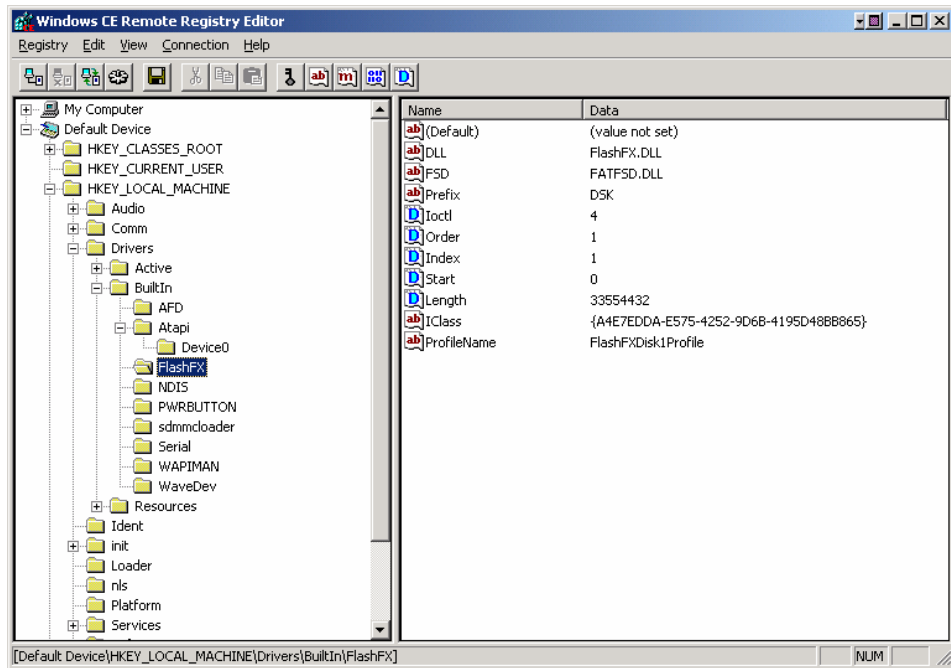 Windows CE Remote Registry Editor
Registry Edit View Connection Help
My Computer
Default Device
HKEY_CLASSES_ROOT
HKEY_CURRENT_USER
HKEY_LOCAL_MACHINE
Audio
Comm
Drivers
Active
BuiltIn
AFD
Atapi
Device0
FlashFX
NDIS
PWRBUTTON
sdmmcloader
Serial
WAPIMAN
WaveDev
Resources
Ident
init
Loader
nls
Platform
Services
Name Data
(Default) (value not set)
DLL FlashFX.DLL
FSD FATFSD.DLL
Prefix DSK
Ioctl 4
Order 1
Index 1
Start 0
Length 33554432
IClass {A4E7EDDA-E575-4252-9D6B-4195D48BB865}
ProfileName FlashFXDisk1Profile
[Default Device\HKEY_LOCAL_MACHINE\Drivers\BuiltIn\FlashFX] NUM